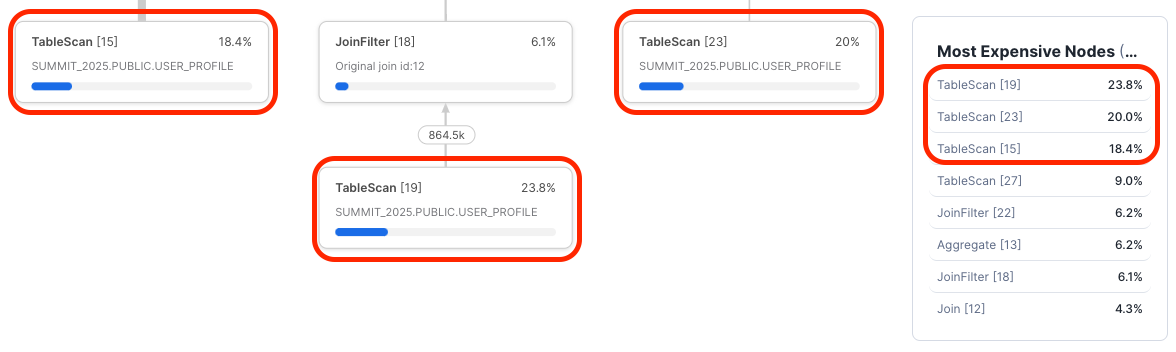 TableScan [15] 18.4%
SUMMIT_2025.PUBLIC.USER_PROFILE
JoinFilter [18] 6.1%
Original join id:12
TableScan [23] 20%
SUMMIT_2025.PUBLIC.USER_PROFILE
864.5k
TableScan [19] 23.8%
SUMMIT_2025.PUBLIC.USER_PROFILE
Most Expensive Nodes (...
TableScan [19] 23.8%
TableScan [23] 20.0%
TableScan [15] 18.4%
TableScan [27] 9.0%
JoinFilter [22] 6.2%
Aggregate [13] 6.2%
JoinFilter [18] 6.1%
Join [12] 4.3%